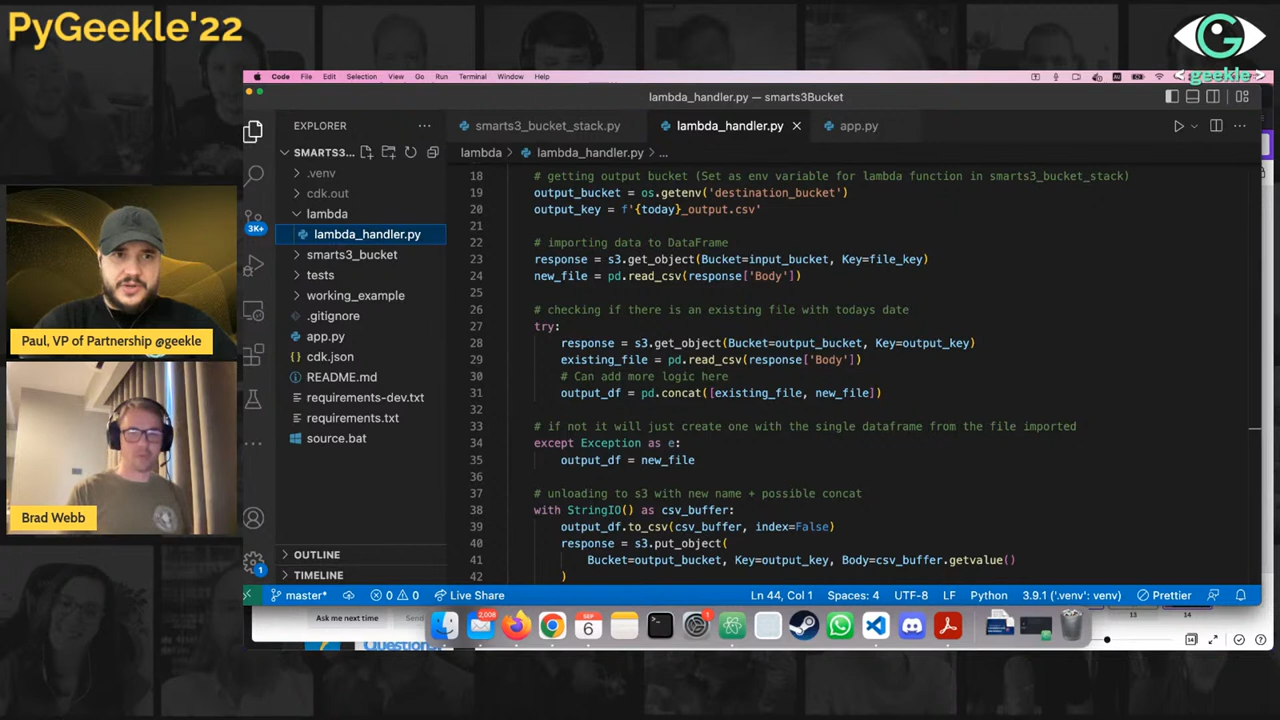 PyGeekle'22
G
< geekle >
Code File Edit Selection View Go Run Terminal Window Help
lambda_handler.py — smarts3Bucket
EXPLORER
smarts3_bucket_stack.py
lambda_handler.py
app.py
SMARTS3...
lambda > lambda_handler.py > ...
.venv
cdk.out
lambda
lambda_handler.py
smarts3_bucket
tests
working_example
.gitignore
app.py
cdk.json
README.md
requirements-dev.txt
requirements.txt
source.bat
OUTLINE
TIMELINE
3K+
1
18 # getting output bucket (Set as env variable for lambda function in smarts3_bucket_stack)
19 output_bucket = os.getenv('destination_bucket')
20 output_key = f'{today}_output.csv'
21
22 # importing data to DataFrame
23 response = s3.get_object(Bucket=input_bucket, Key=file_key)
24 new_file = pd.read_csv(response['Body'])
25
26 # checking if there is an existing file with todays date
27 try:
28 response = s3.get_object(Bucket=output_bucket, Key=output_key)
29 existing_file = pd.read_csv(response['Body'])
30 # Can add more logic here
31 output_df = pd.concat([existing_file, new_file])
32
33 # if not it will just create one with the single dataframe from the file imported
34 except Exception as e:
35 output_df = new_file
36
37 # unloading to s3 with new name + possible concat
38 with StringIO() as csv_buffer:
39 output_df.to_csv(csv_buffer, index=False)
40 response = s3.put_object(
41 Bucket=output_bucket, Key=output_key, Body=csv_buffer.getvalue()
42 )
Paul, VP of Partnership @geekle
Brad Webb
master* 0 0 Live Share Ln 44, Col 1 Spaces: 4 UTF-8 LF Python 3.9.1 ('.venv': venv) Prettier
Ask me next time
Send
2,008
SEP
6
1
13
14
Question
14